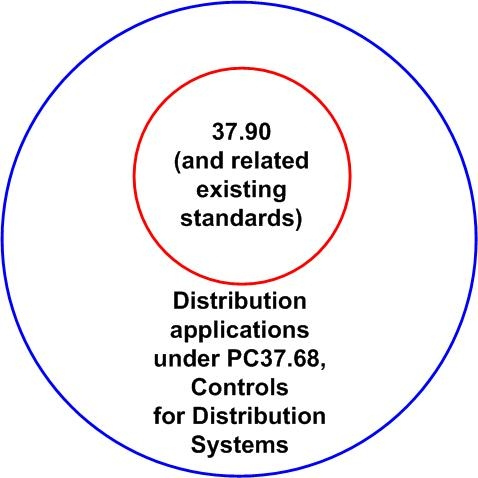 37.90
(and related
existing
standards)
Distribution
applications
under PC37.68,
Controls
for Distribution
Systems